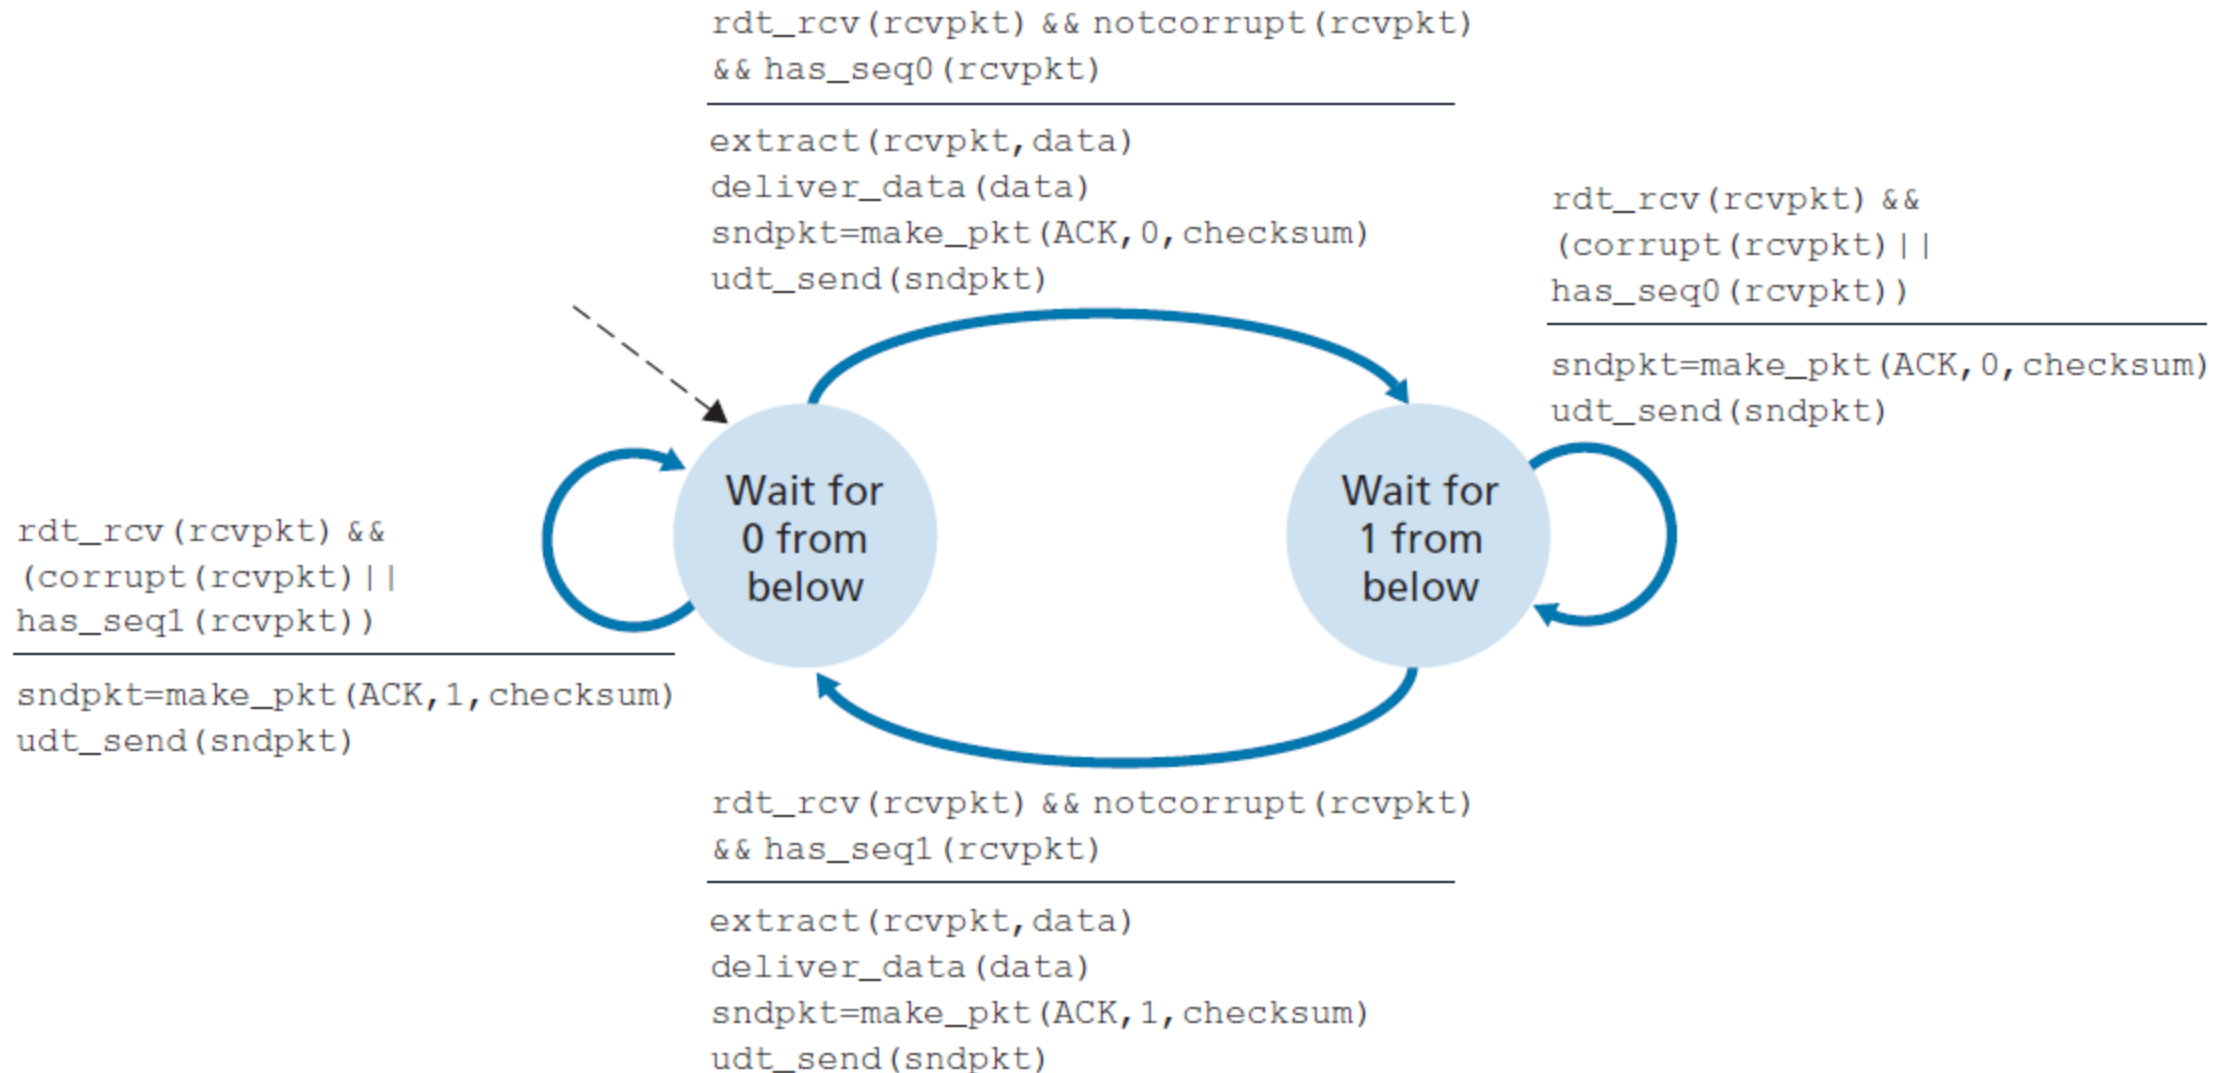 rdt_rcv(rcvpkt) && notcorrupt(rcvpkt)
&& has_seq0(rcvpkt)
extract(rcvpkt,data)
deliver_data(data)
sndpkt=make_pkt(ACK,0,checksum)
udt_send(sndpkt)
rdt_rcv(rcvpkt) &&
(corrupt(rcvpkt)||
has_seq0(rcvpkt))
sndpkt=make_pkt(ACK,0,checksum)
udt_send(sndpkt)
Wait for
0 from
below
Wait for
1 from
below
rdt_rcv(rcvpkt) &&
(corrupt(rcvpkt)||
has_seq1(rcvpkt))
sndpkt=make_pkt(ACK,1,checksum)
udt_send(sndpkt)
rdt_rcv(rcvpkt) && notcorrupt(rcvpkt)
&& has_seq1(rcvpkt)
extract(rcvpkt,data)
deliver_data(data)
sndpkt=make_pkt(ACK,1,checksum)
udt_send(sndpkt)